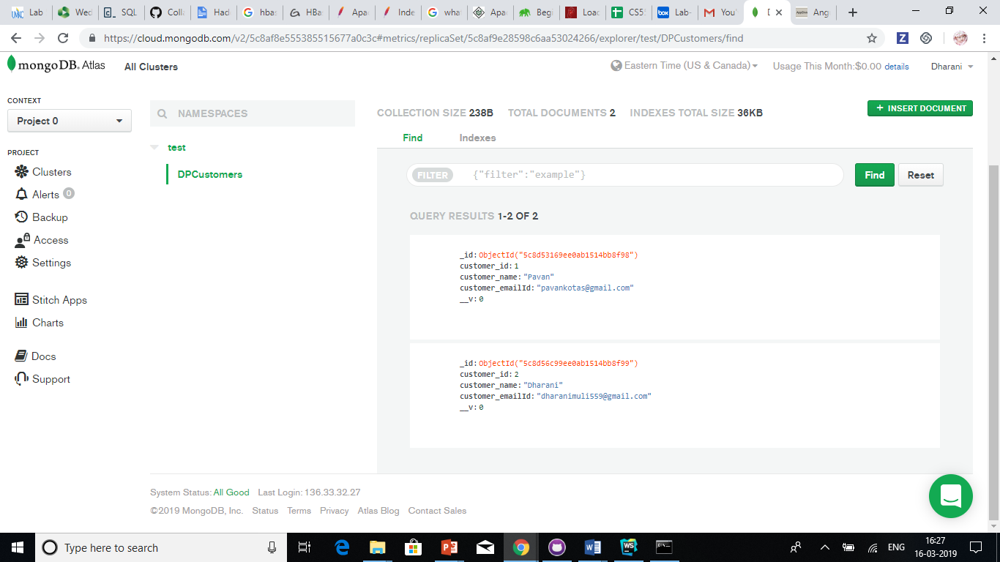 Lab
Wed
SQL
Colla
Had
hba
HBa
Apa
Inde
wha
Apa
Beg
Load
CS5
Lab-
You'
D
Ang
https://cloud.mongodb.com/v2/5c8af8e555385515677a0c3c#metrics/replicaSet/5c8af9e28598c6aa53024266/explorer/test/DPCustomers/find
mongoDB. Atlas All Clusters Eastern Time (US & Canada) Usage This Month:$0.00 details Dharani
CONTEXT
Project 0
PROJECT
Clusters
Alerts 0
Backup
Access
Settings
Stitch Apps
Charts
Docs
Support
NAMESPACES
test
DPCustomers
COLLECTION SIZE 238B TOTAL DOCUMENTS 2 INDEXES TOTAL SIZE 36KB
+ INSERT DOCUMENT
Find Indexes
FILTER {"filter":"example"} Find Reset
QUERY RESULTS 1-2 OF 2
_id: ObjectId("5c8d53169ee0ab1514bb8f98")
customer_id: 1
customer_name: "Pavan"
customer_emailId: "pavankotas@gmail.com"
__v: 0
_id: ObjectId("5c8d56c99ee0ab1514bb8f99")
customer_id: 2
customer_name: "Dharani"
customer_emailId: "dharanimuli559@gmail.com"
__v: 0
System Status: All Good Last Login: 136.33.32.27
©2019 MongoDB, Inc. Status Terms Privacy Atlas Blog Contact Sales
Type here to search
ENG
16:27
16-03-2019